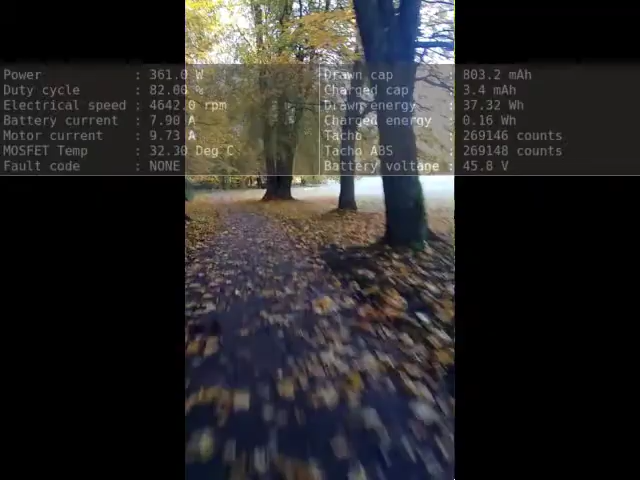 Power : 361.0 W
Duty cycle : 82.00 %
Electrical speed : 4642.0 rpm
Battery current : 7.90 A
Motor current : 9.73 A
MOSFET Temp : 32.30 Deg C
Fault code : NONE
Drawn cap : 803.2 mAh
Charged cap : 3.4 mAh
Drawn energy : 37.32 Wh
Charged energy : 0.16 Wh
Tacho : 269146 counts
Tacho ABS : 269148 counts
Battery voltage : 45.8 V